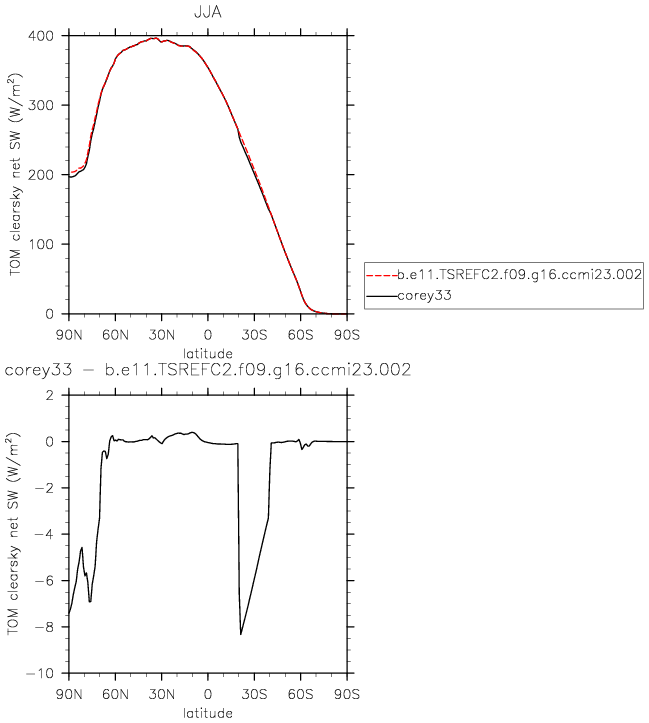 JJA
TOM clearsky net SW (W/m²)
400
300
200
100
0
90N 60N 30N 0 30S 60S 90S
latitude
b.e11.TSREFC2.f09.g16.ccmi23.002
corey33
corey33 − b.e11.TSREFC2.f09.g16.ccmi23.002
TOM clearsky net SW (W/m²)
2
0
−2
−4
−6
−8
−10
90N 60N 30N 0 30S 60S 90S
latitude